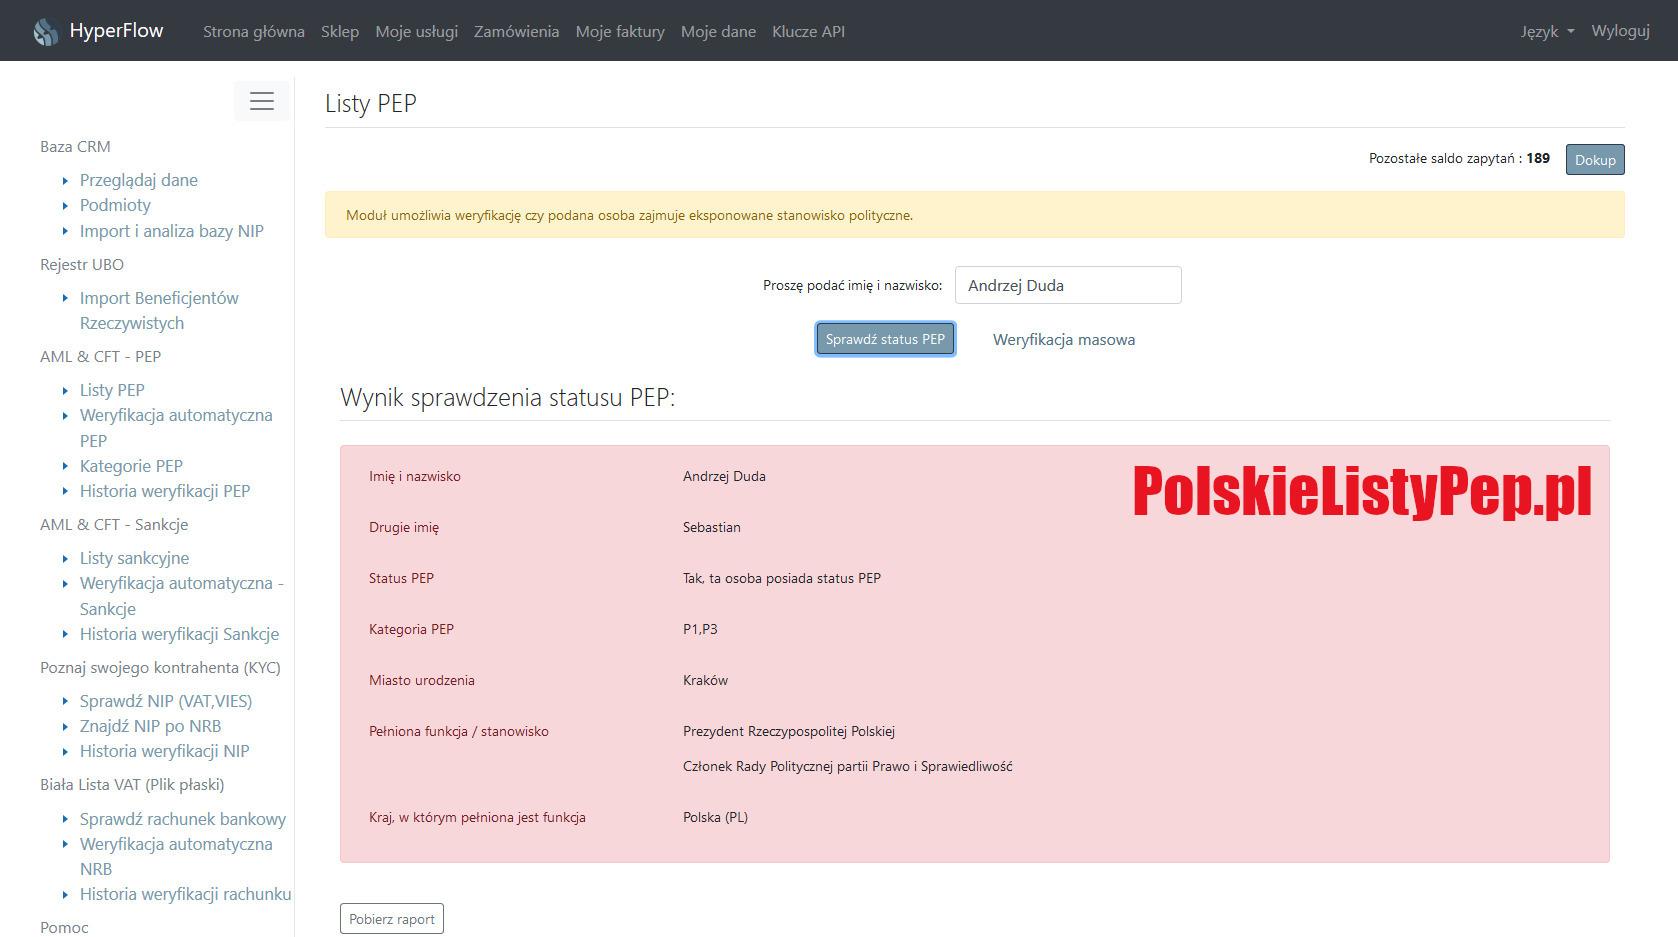 HyperFlow Strona główna Sklep Moje usługi Zamówienia Moje faktury Moje dane Klucze API Język Wyloguj
Baza CRM
Przeglądaj dane
Podmioty
Import i analiza bazy NIP
Rejestr UBO
Import Beneficjentów
Rzeczywistych
AML & CFT - PEP
Listy PEP
Weryfikacja automatyczna
PEP
Kategorie PEP
Historia weryfikacji PEP
AML & CFT - Sankcje
Listy sankcyjne
Weryfikacja automatyczna -
Sankcje
Historia weryfikacji Sankcje
Poznaj swojego kontrahenta (KYC)
Sprawdź NIP (VAT,VIES)
Znajdź NIP po NRB
Historia weryfikacji NIP
Biała Lista VAT (Plik płaski)
Sprawdź rachunek bankowy
Weryfikacja automatyczna
NRB
Historia weryfikacji rachunku
Pomoc
Listy PEP
Pozostałe saldo zapytań : 189 Dokup
Moduł umożliwia weryfikację czy podana osoba zajmuje eksponowane stanowisko polityczne.
Proszę podać imię i nazwisko: Andrzej Duda
Sprawdź status PEP Weryfikacja masowa
Wynik sprawdzenia statusu PEP:
PolskieListyPep.pl
Imię i nazwisko Andrzej Duda
Drugie imię Sebastian
Status PEP Tak, ta osoba posiada status PEP
Kategoria PEP P1,P3
Miasto urodzenia Kraków
Pełniona funkcja / stanowisko Prezydent Rzeczypospolitej Polskiej
Członek Rady Politycznej partii Prawo i Sprawiedliwość
Kraj, w którym pełniona jest funkcja Polska (PL)
Pobierz raport